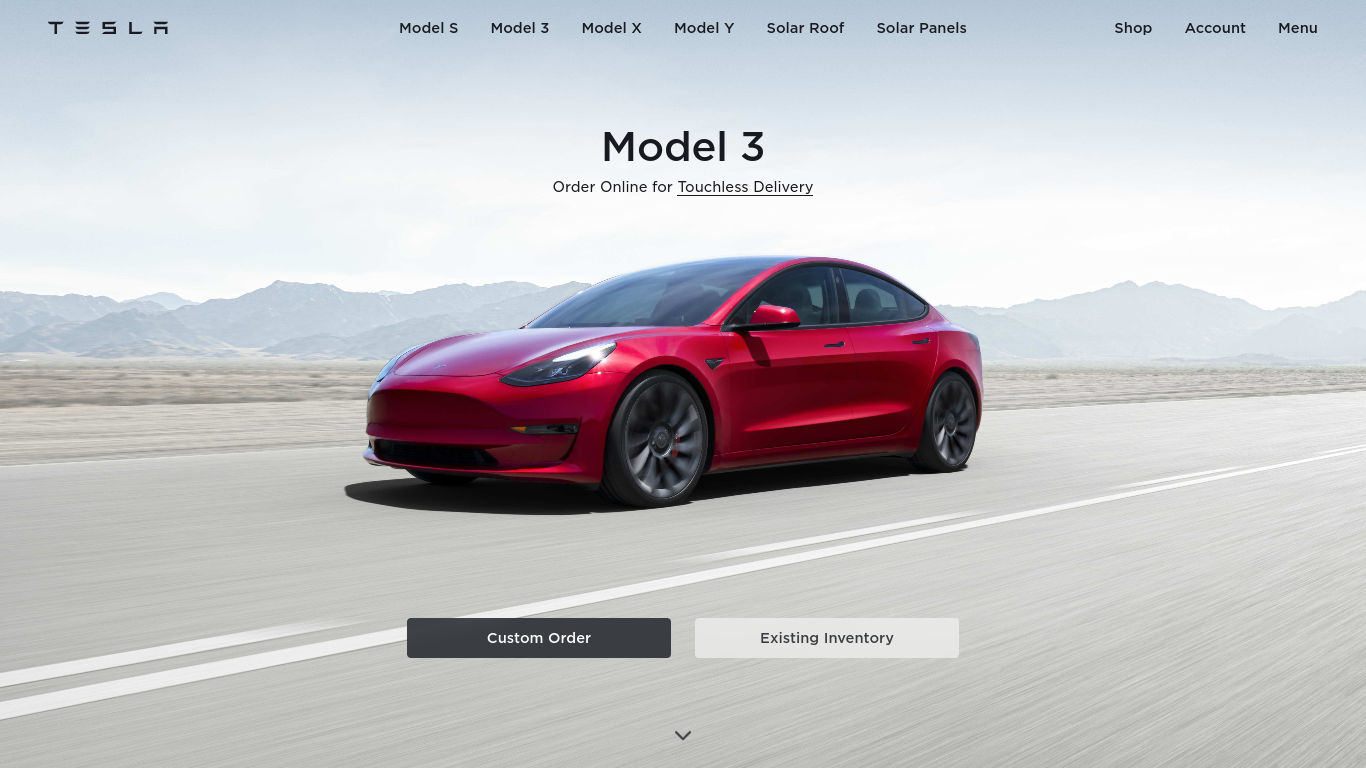 TESLA
Model S Model 3 Model X Model Y Solar Roof Solar Panels
Shop Account Menu
Model 3
Order Online for Touchless Delivery
Custom Order
Existing Inventory